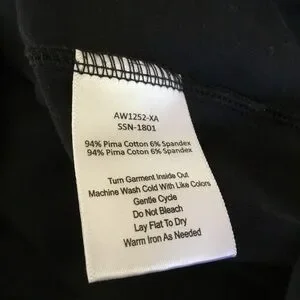 AW1252-XA
SSN-1801
94% Pima Cotton 6% Spandex
94% Pima Coton 6% Spandex
Turn Garment Inside Out
Machine Wash Cold With Like Colors
Gentle Cycle
Do Not Bleach
Lay Flat To Dry
Warm Iron As Needed